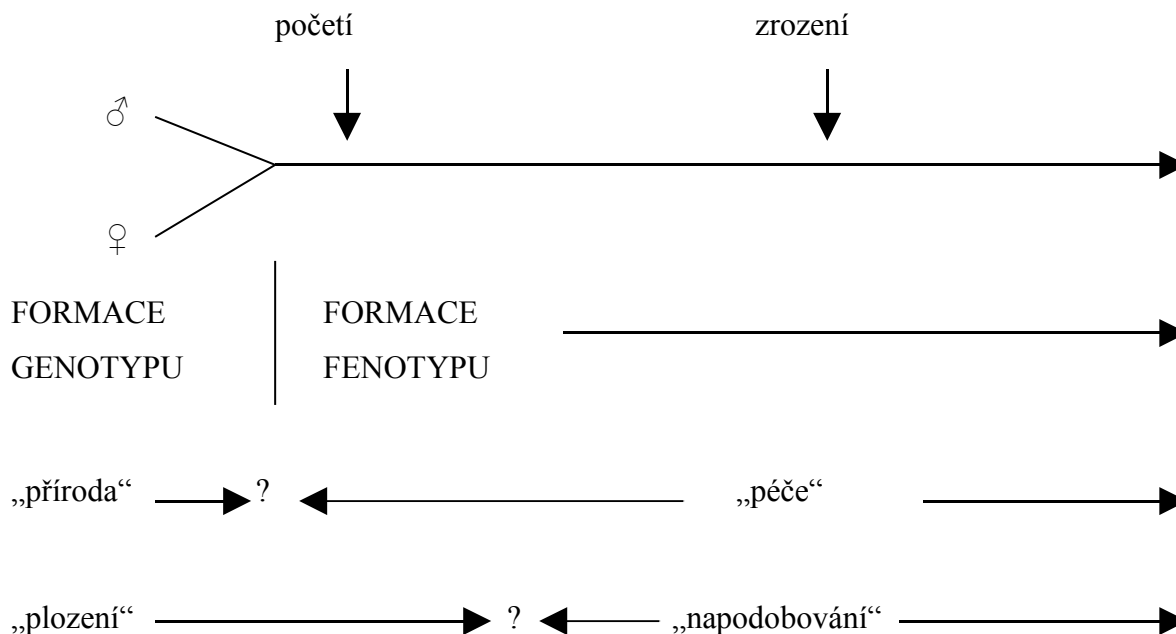 početí zrození
♂
♀
FORMACE FORMACE
GENOTYPU FENOTYPU
„příroda“ ? „péče“
„plození“ ? „napodobování“